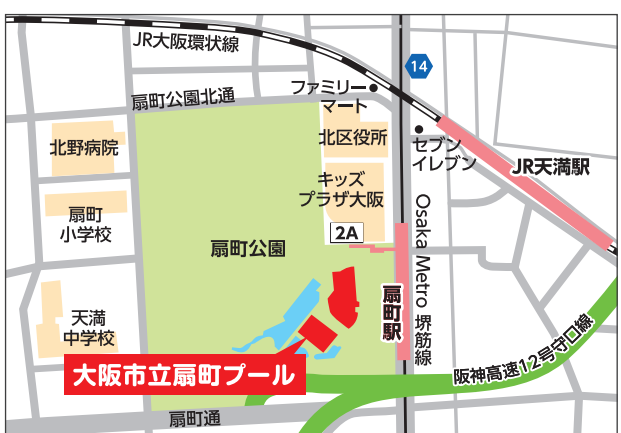 JR大阪環状線
14
ファミリー
マート
扇町公園北通
北区役所
セブン
イレブン
北野病院
JR天満駅
キッズ
プラザ大阪
扇町
小学校
2A
扇町公園
Osaka Metro 堺筋線
扇町駅
天満
中学校
大阪市立扇町プール
阪神高速12号守口線
扇町通